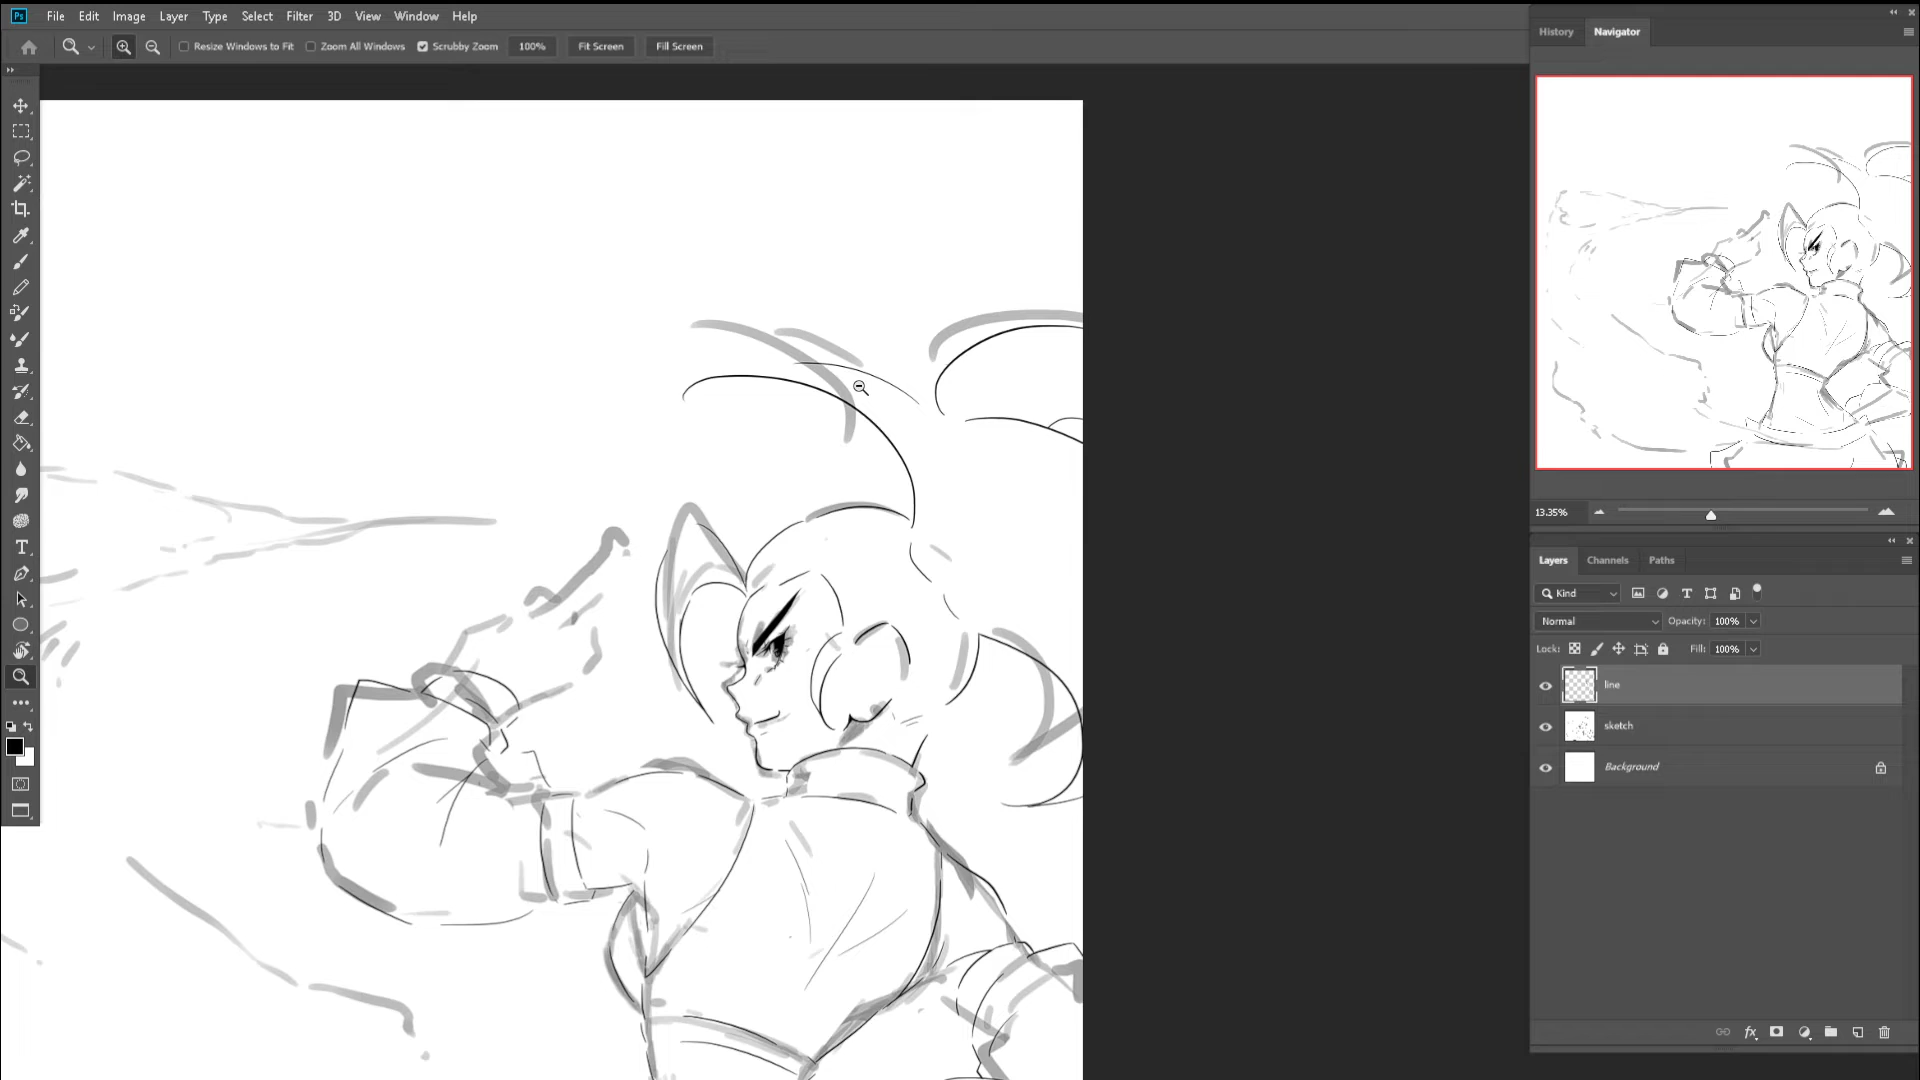 Ps File Edit Image Layer Type Select Filter 3D View Window Help
Resize Windows to Fit Zoom All Windows Scrubby Zoom 100% Fit Screen Fill Screen
History Navigator
13.35%
Layers Channels Paths
Kind
Normal Opacity: 100%
Lock: Fill: 100%
line
sketch
Background